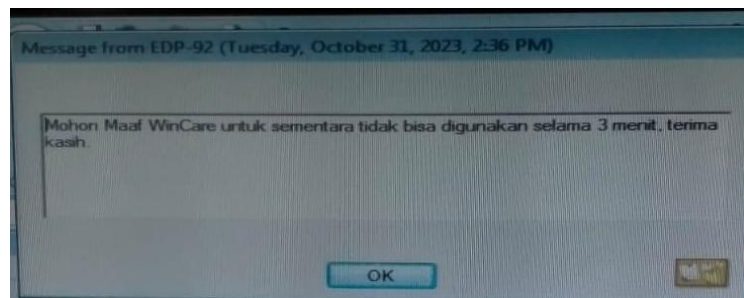 Message from EDP-92 (Tuesday, October 31, 2023, 2:36 PM)
Mohon Maaf WinCare untuk sementara tidak bisa digunakan selama 3 menit, terima
kasih.
OK